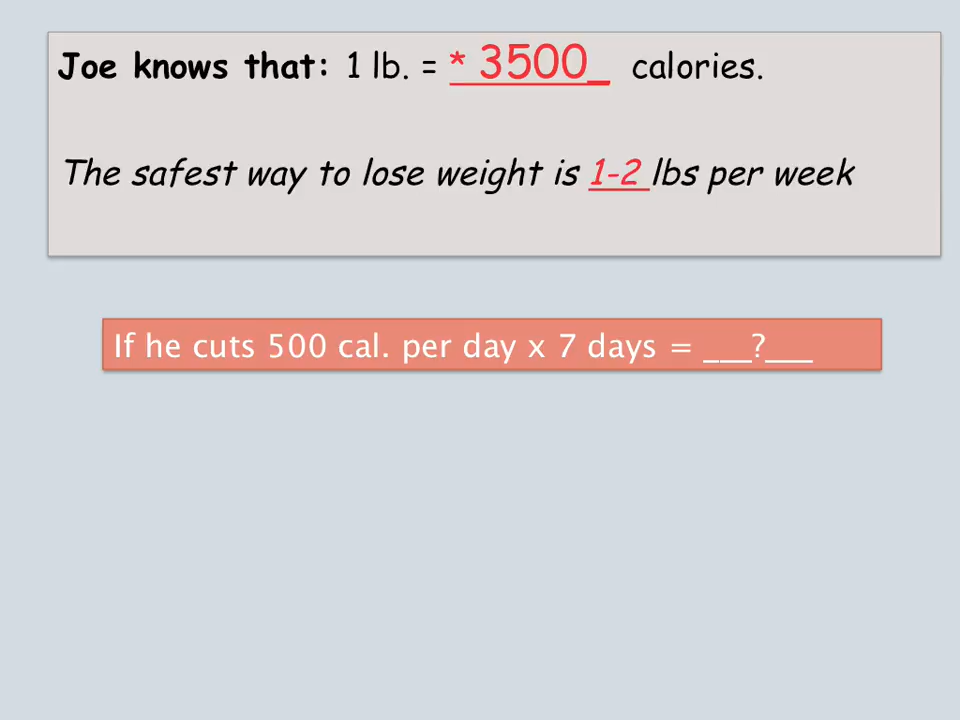 Joe knows that: 1 lb. = * 3500_ calories.
The safest way to lose weight is 1-2 lbs per week
If he cuts 500 cal. per day x 7 days = ___?___